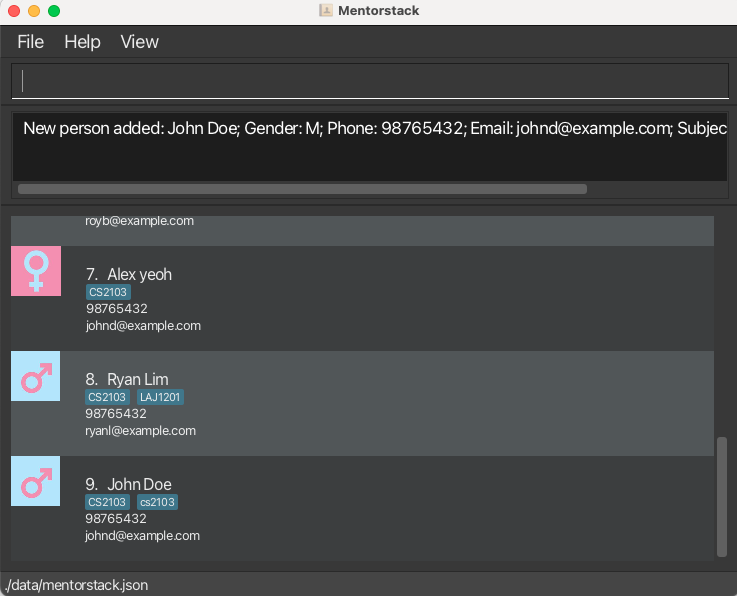 Mentorstack
File Help View
New person added: John Doe; Gender: M; Phone: 98765432; Email: johnd@example.com; Subjec
royb@example.com
7. Alex yeoh
CS2103
98765432
johnd@example.com
8. Ryan Lim
CS2103 LAJ1201
98765432
ryanl@example.com
9. John Doe
CS2103 cs2103
98765432
johnd@example.com
./data/mentorstack.json